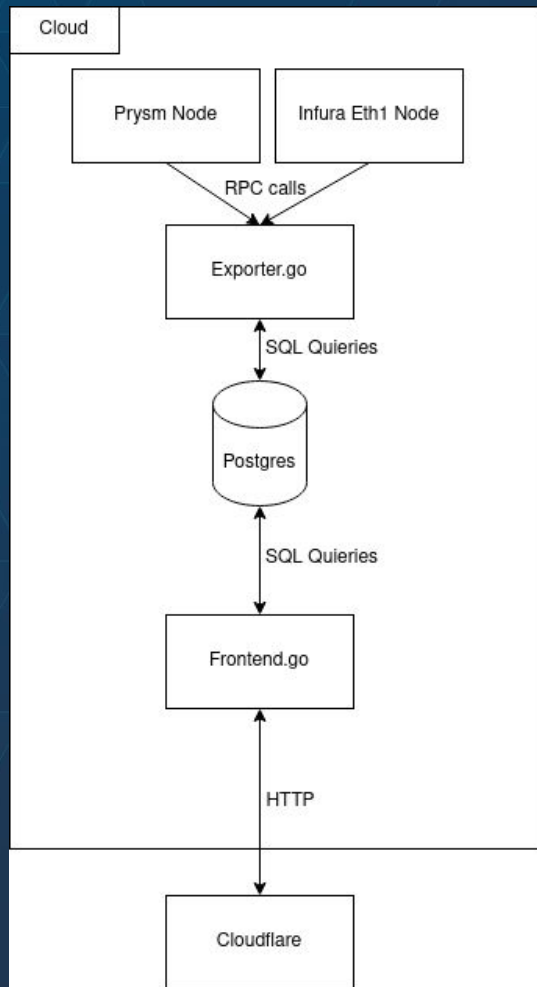 Cloud
Prysm Node
Infura Eth1 Node
RPC calls
Exporter.go
SQL Quieries
Postgres
SQL Quieries
Frontend.go
HTTP
Cloudflare